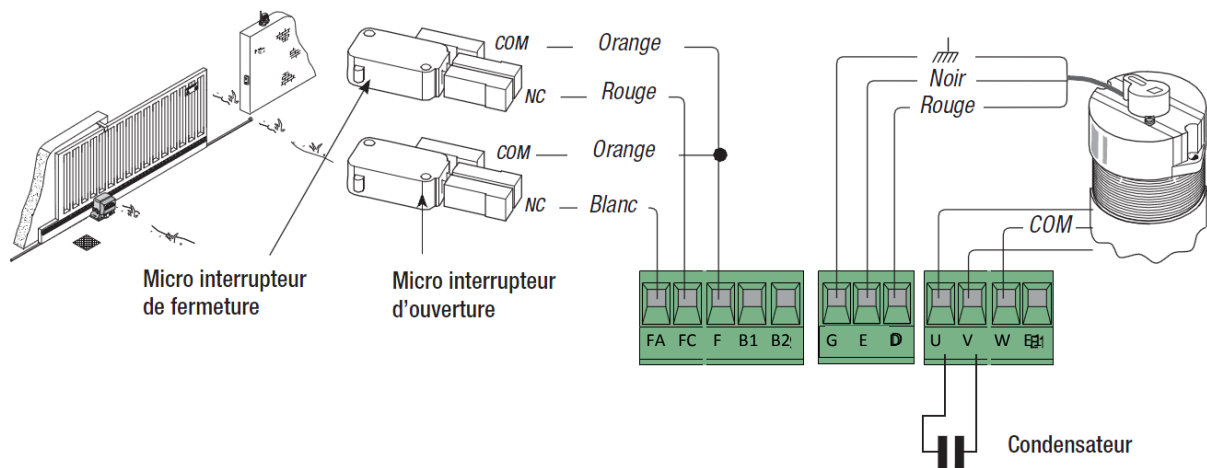 COM
Orange
NC
Rouge
COM
Orange
NC
Blanc
Noir
Rouge
COM
Micro interrupteur
de fermeture
Micro interrupteur
d'ouverture
FA FC F B1 B2
G E D
U V W
Condensateur